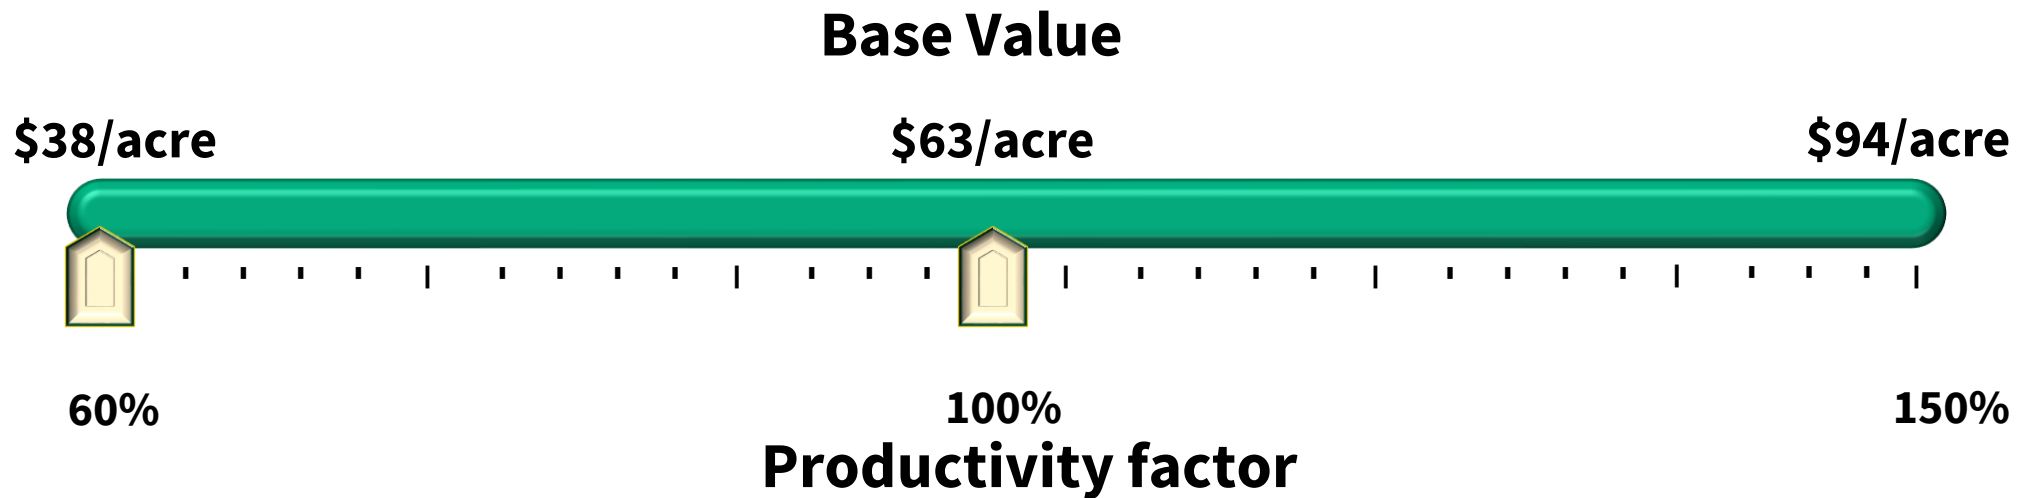 Base Value
$38/acre $63/acre $94/acre
60% 100% 150%
Productivity factor